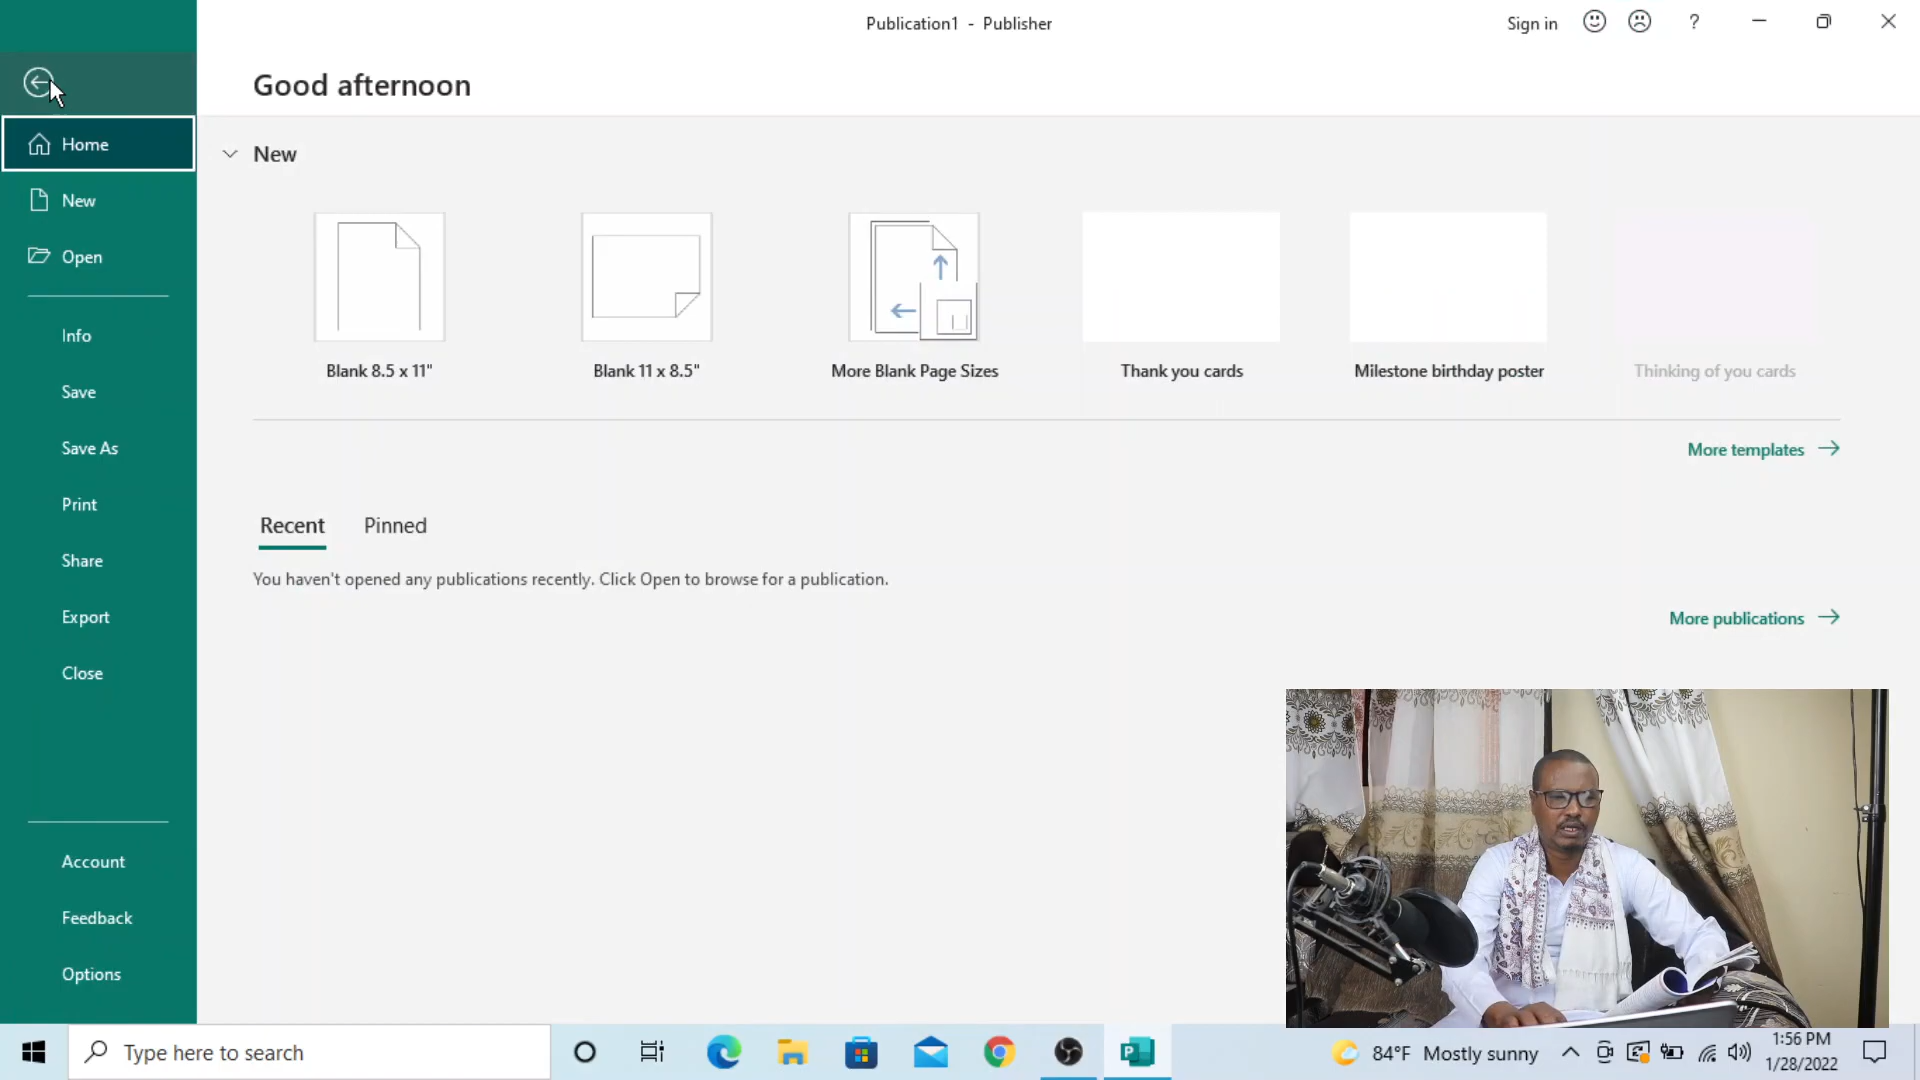 Publication1 - Publisher
Sign in
?
Good afternoon
Home
New
Open
Info
Save
Save As
Print
Share
Export
Close
Account
Feedback
Options
New
Blank 8.5 x 11"
Blank 11 x 8.5"
More Blank Page Sizes
Thank you cards
Milestone birthday poster
Thinking of you cards
More templates
Recent Pinned
You haven't opened any publications recently. Click Open to browse for a publication.
More publications
Type here to search
84°F Mostly sunny
1:56 PM
1/28/2022